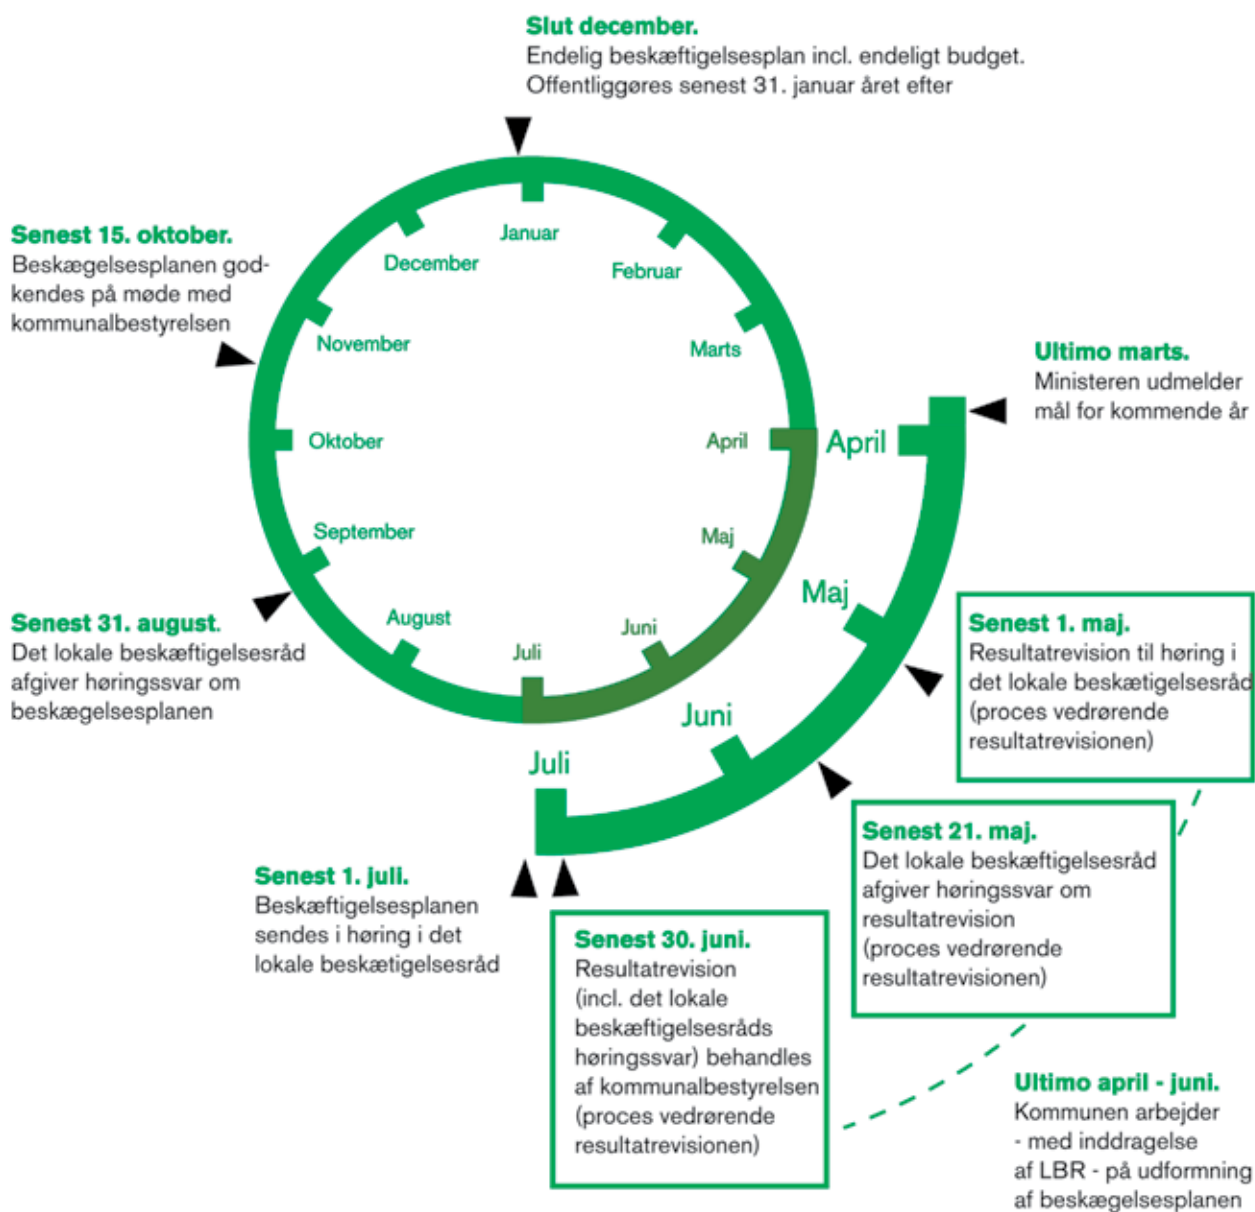 Slut december.
Endelig beskæftigelsesplan incl. endeligt budget.
Offentliggøres senest 31. januar året efter
Senest 15. oktober.
Beskægelsesplanen god-
kendes på møde med
kommunalbestyrelsen
Januar
Februar
Marts
April
Maj
Juni
Juli
August
September
Oktober
November
December
Ultimo marts.
Ministeren udmelder
mål for kommende år
April
Maj
Juni
Juli
Senest 1. maj.
Resultatrevision til høring i
det lokale beskætigelsesråd
(proces vedrørende
resultatrevisionen)
Senest 21. maj.
Det lokale beskæftigelsesråd
afgiver høringssvar om
resultatrevision
(proces vedrørende
resultatrevisionen)
Senest 30. juni.
Resultatrevision
(incl. det lokale
beskæftigelsesråds
høringssvar) behandles
af kommunalbestyrelsen
(proces vedrørende
resultatrevisionen)
Ultimo april - juni.
Kommunen arbejder
- med inddragelse
af LBR - på udformning
af beskægelsesplanen
Senest 1. juli.
Beskæftigelsesplanen
sendes i høring i det
lokale beskætigelsesråd
Senest 31. august.
Det lokale beskæftigelsesråd
afgiver høringssvar om
beskægelsesplanen